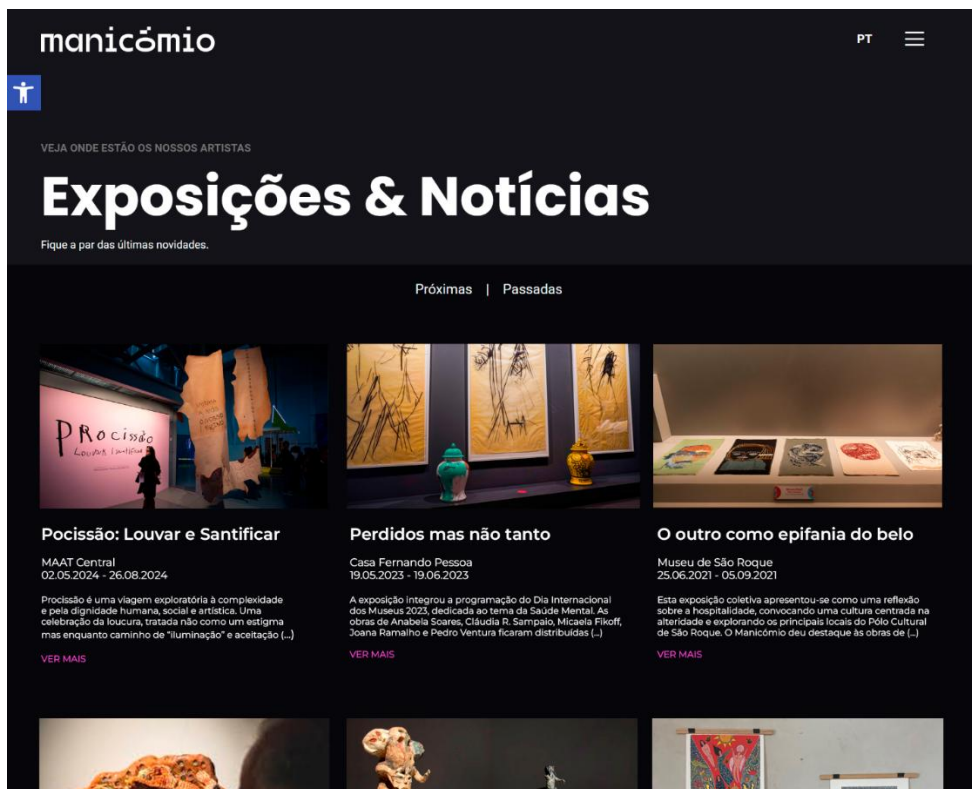 manicómio
PT
VEJA ONDE ESTÃO OS NOSSOS ARTISTAS
Exposições & Notícias
Fique a par das últimas novidades.
Próximas | Passadas
PRocissão
Louvar e Santificar
Pocissão: Louvar e Santificar
MAAT Central
02.05.2024 - 26.08.2024
Procissão é uma viagem exploratória à complexidade
e pela dignidade humana, social e artística. Uma
celebração da loucura, tratada não como um estigma
mas enquanto caminho de "iluminação" e aceitação (...)
VER MAIS
Perdidos mas não tanto
Casa Fernando Pessoa
19.05.2023 - 19.06.2023
A exposição integrou a programação do Dia Internacional
dos Museus 2023, dedicada ao tema da Saúde Mental. As
obras de Anabela Soares, Cláudia R. Sampaio, Micaela Fikoff,
Joana Ramalho e Pedro Ventura ficaram distribuídas (...)
VER MAIS
O outro como epifania do belo
Museu de São Roque
25.06.2021 - 05.09.2021
Esta exposição coletiva apresentou-se como uma reflexão
sobre a hospitalidade, convocando uma cultura centrada na
alteridade e explorando os principais locais do Pólo Cultural
de São Roque. O Manicómio deu destaque às obras de (...)
VER MAIS